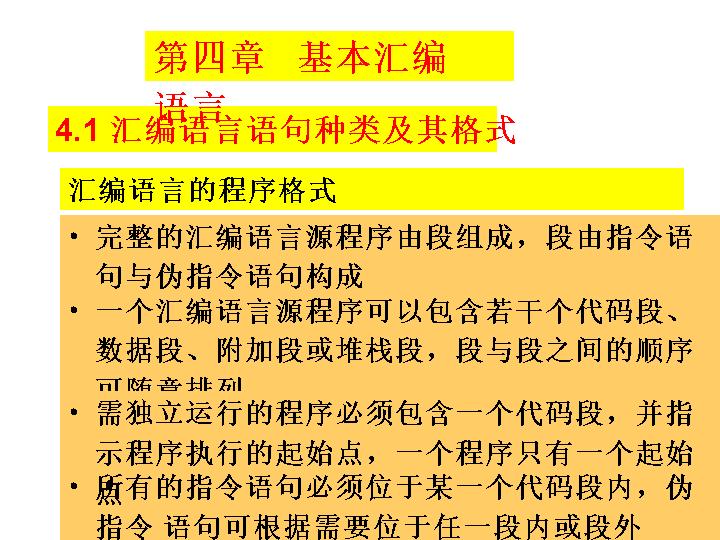 第四章 基本汇编
语言
4.1 汇编语言语句种类及其格式
汇编语言的程序格式
• 完整的汇编语言源程序由段组成，段由指令语
句与伪指令语句构成
• 一个汇编语言源程序可以包含若干个代码段、
数据段、附加段或堆栈段，段与段之间的顺序
可随意排列
• 需独立运行的程序必须包含一个代码段，并指
示程序执行的起始点，一个程序只有一个起始
点
• 所有的指令语句必须位于某一个代码段内，伪
指令 语句可根据需要位于任一段内或段外